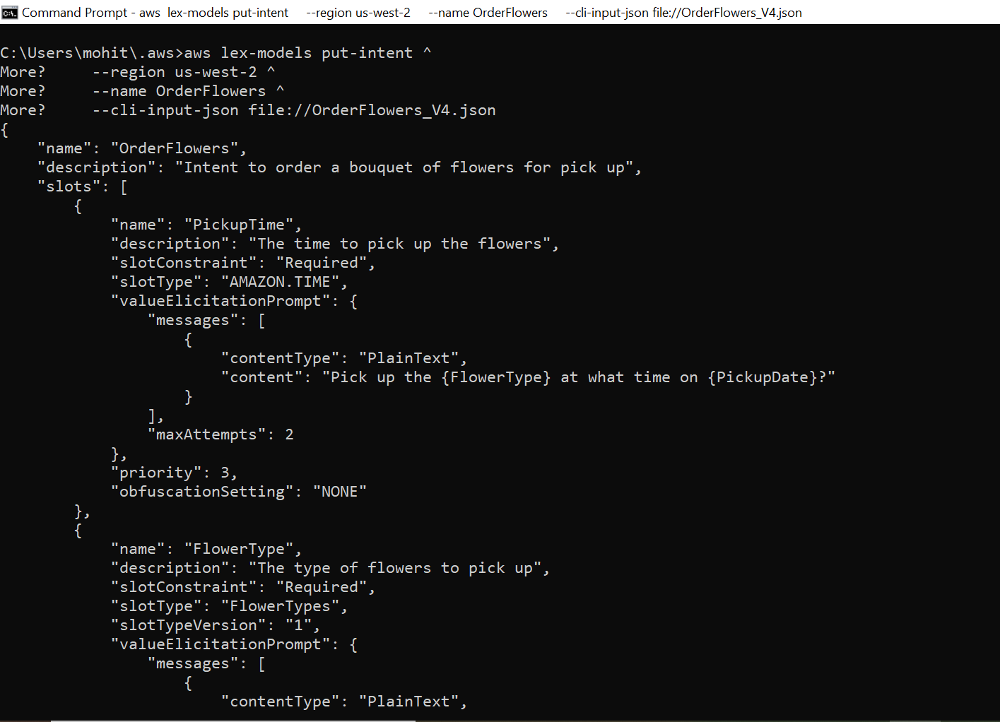 Command Prompt - aws  lex-models put-intent     --region us-west-2     --name OrderFlowers     --cli-input-json file://OrderFlowers_V4.json
C:\Users\mohit\.aws>aws lex-models put-intent ^
More?     --region us-west-2 ^
More?     --name OrderFlowers ^
More?     --cli-input-json file://OrderFlowers_V4.json
{
    "name": "OrderFlowers",
    "description": "Intent to order a bouquet of flowers for pick up",
    "slots": [
        {
            "name": "PickupTime",
            "description": "The time to pick up the flowers",
            "slotConstraint": "Required",
            "slotType": "AMAZON.TIME",
            "valueElicitationPrompt": {
                "messages": [
                    {
                        "contentType": "PlainText",
                        "content": "Pick up the {FlowerType} at what time on {PickupDate}?"
                    }
                ],
                "maxAttempts": 2
            },
            "priority": 3,
            "obfuscationSetting": "NONE"
        },
        {
            "name": "FlowerType",
            "description": "The type of flowers to pick up",
            "slotConstraint": "Required",
            "slotType": "FlowerTypes",
            "slotTypeVersion": "1",
            "valueElicitationPrompt": {
                "messages": [
                    {
                        "contentType": "PlainText",